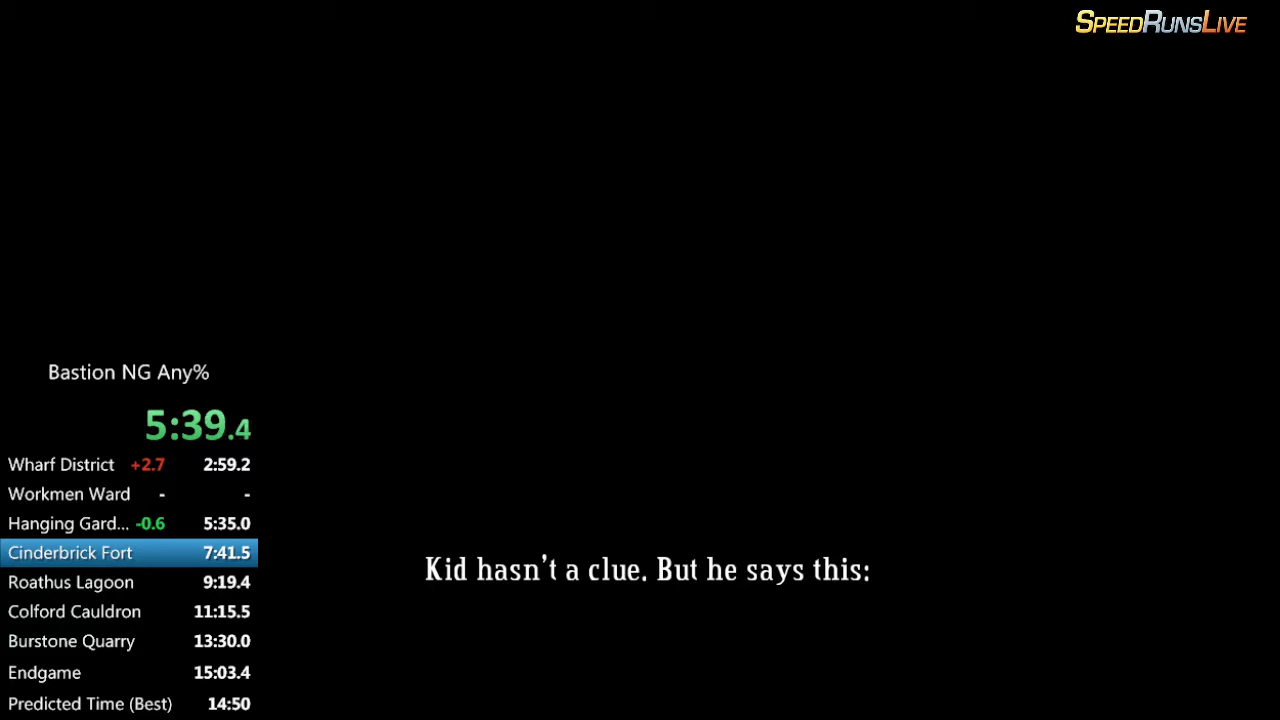 SPEEDRUNSLIVE
Bastion NG Any%
5:39.4
Wharf District +2.7 2:59.2
Workmen Ward - -
Hanging Gard... -0.6 5:35.0
Cinderbrick Fort 7:41.5
Roathus Lagoon 9:19.4
Colford Cauldron 11:15.5
Burstone Quarry 13:30.0
Endgame 15:03.4
Predicted Time (Best) 14:50
Kid hasn't a clue. But he says this: